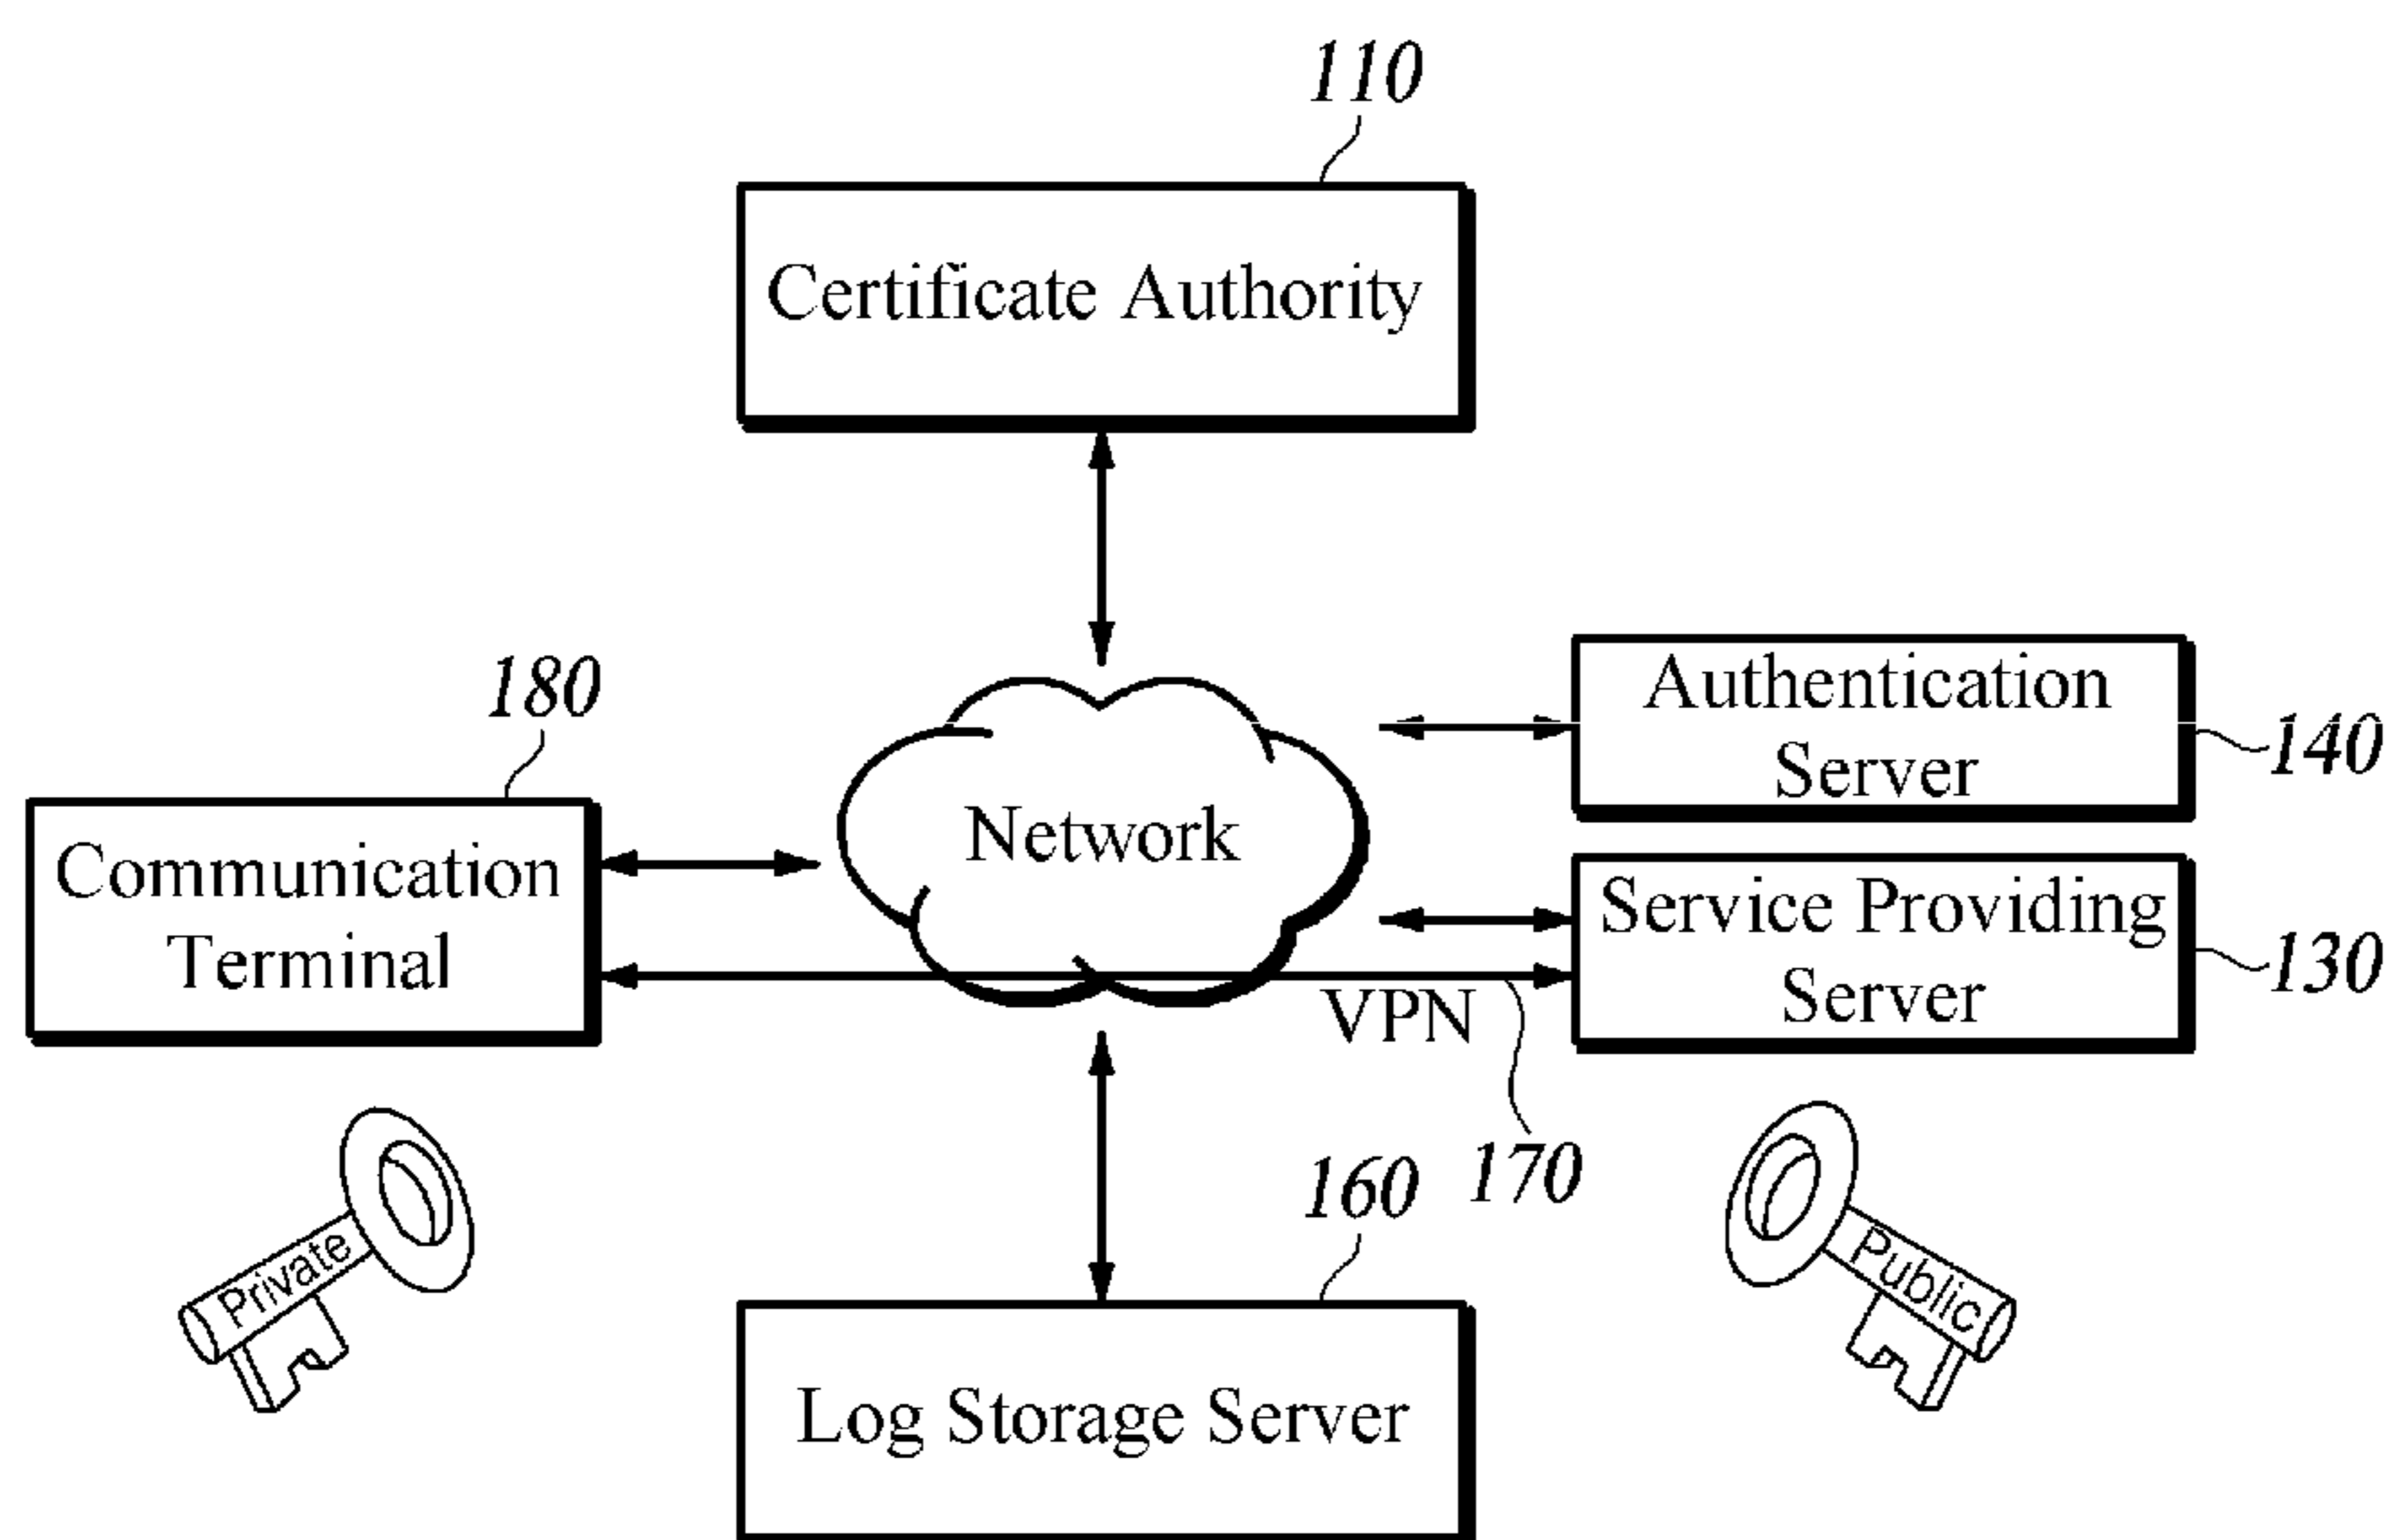 110
Certificate Authority
180
Authentication
Server
140
Network
Communication
Terminal
Service Providing
Server
130
VPN
170
160
Private
Public
Log Storage Server